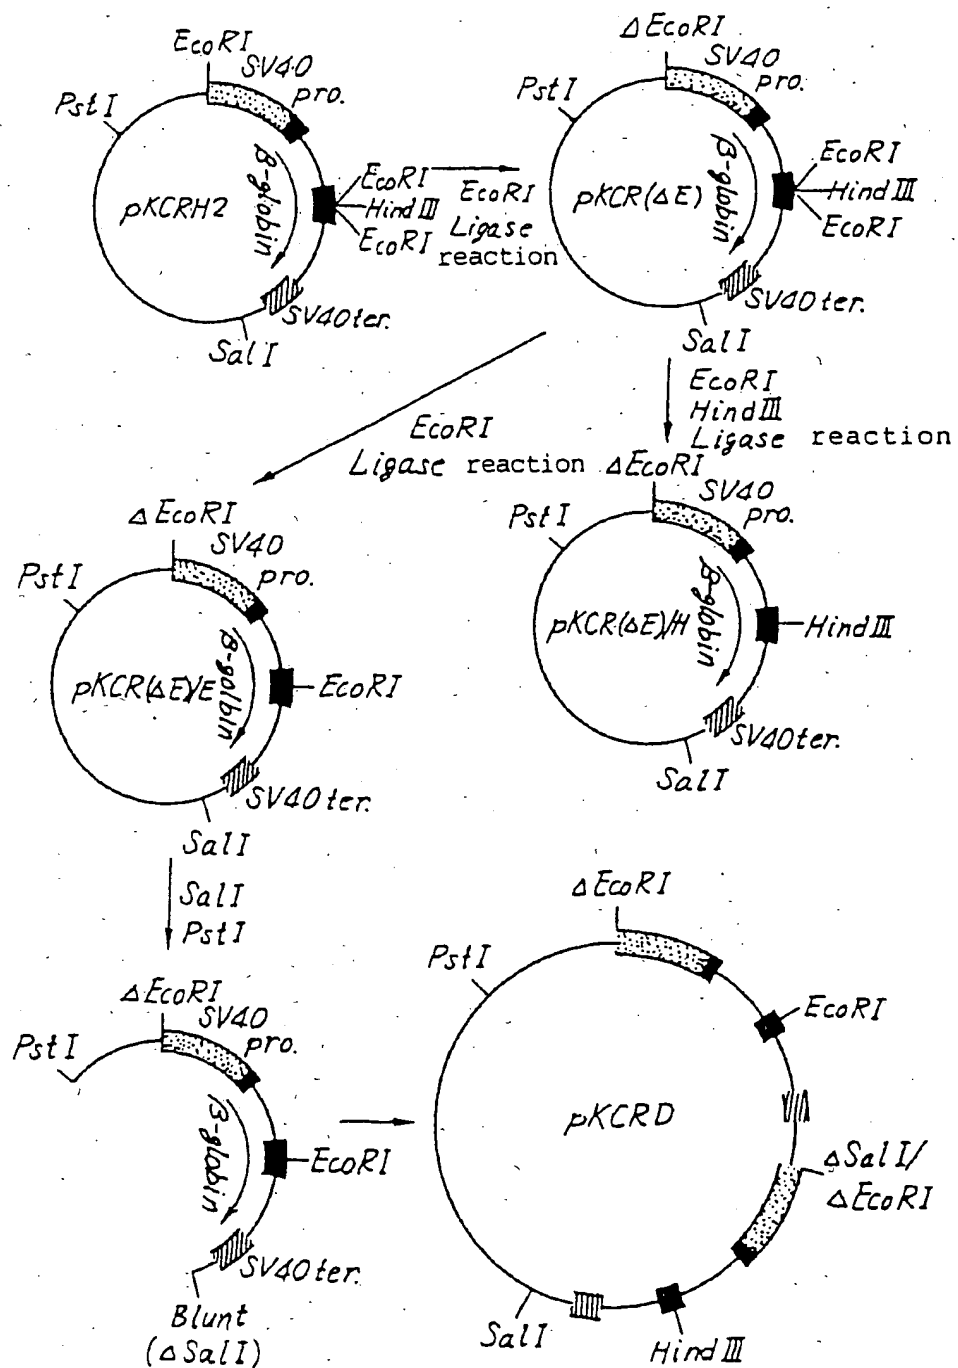 EcoRI
SV40
pro.
PstI
β-globin
pKCRH2
EcoRI
HindIII
EcoRI
SV40ter.
SalI
EcoRI
Ligase
reaction
ΔEcoRI
SV40
pro.
PstI
β-globin
pKCR(ΔE)
EcoRI
HindIII
EcoRI
SV40ter.
SalI
EcoRI
HindIII
Ligase reaction
EcoRI
Ligase reaction
ΔEcoRI
SV40
pro.
PstI
β-globin
pKCR(ΔE)/H
HindIII
SV40ter.
SalI
ΔEcoRI
SV40
pro.
PstI
β-golbin
pKCR(ΔE)/E
EcoRI
SV40ter.
SalI
SalI
PstI
ΔEcoRI
SV40
pro.
PstI
β-globin
EcoRI
SV40ter.
Blunt
(ΔSalI)
ΔEcoRI
PstI
EcoRI
pKCRD
ΔSalI/
ΔEcoRI
SalI
HindIII